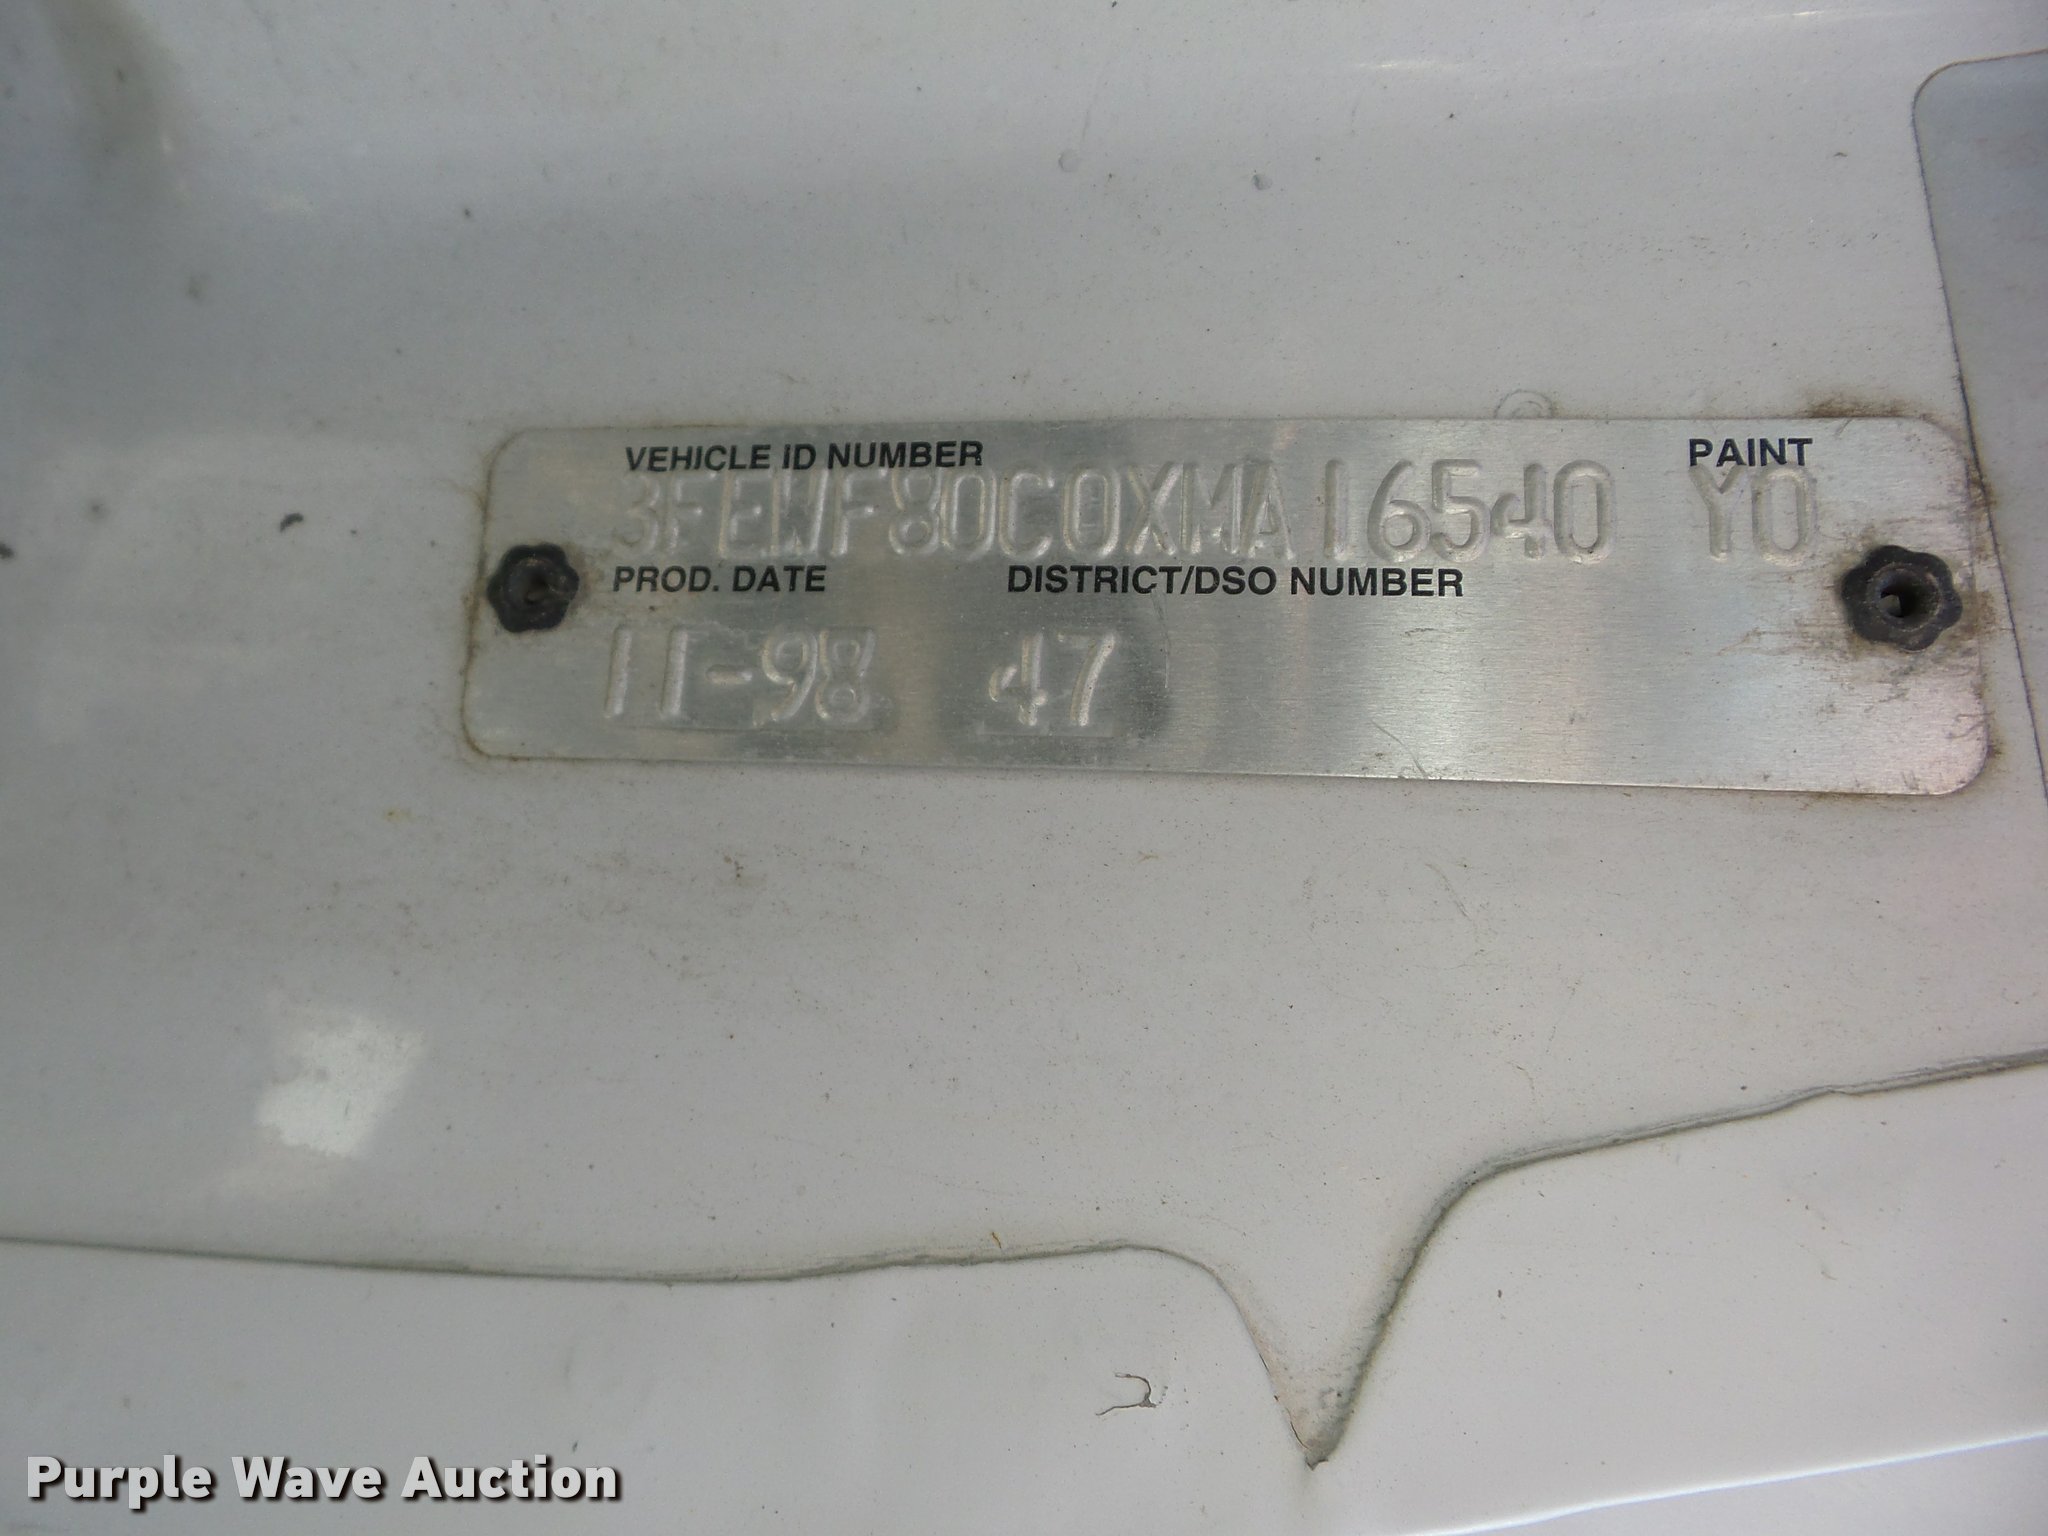 VEHICLE ID NUMBER PAINT
3FEWF80C0XMA16540 Y0
PROD. DATE DISTRICT/DSO NUMBER
11-98 47
Purple Wave Auction